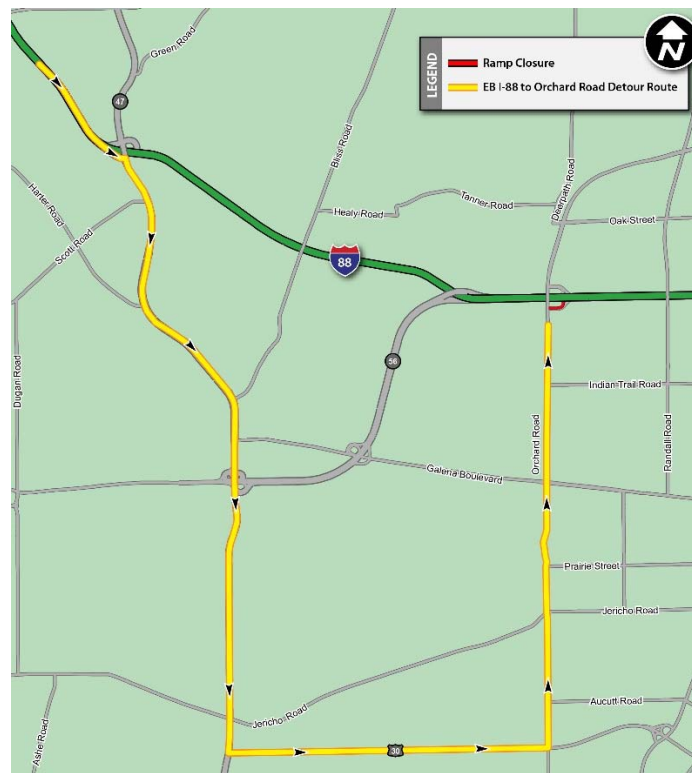 Green Road
47
Bliss Road
Harter Road
Scott Road
Healy Road
Tanner Road
Deerpath Road
Oak Street
88
56
Dugan Road
Indian Trail Road
Orchard Road
Randall Road
Galena Boulevard
Prairie Street
Jericho Road
Jericho Road
Aucutt Road
Ashe Road
30
N
LEGEND
Ramp Closure
EB I-88 to Orchard Road Detour Route